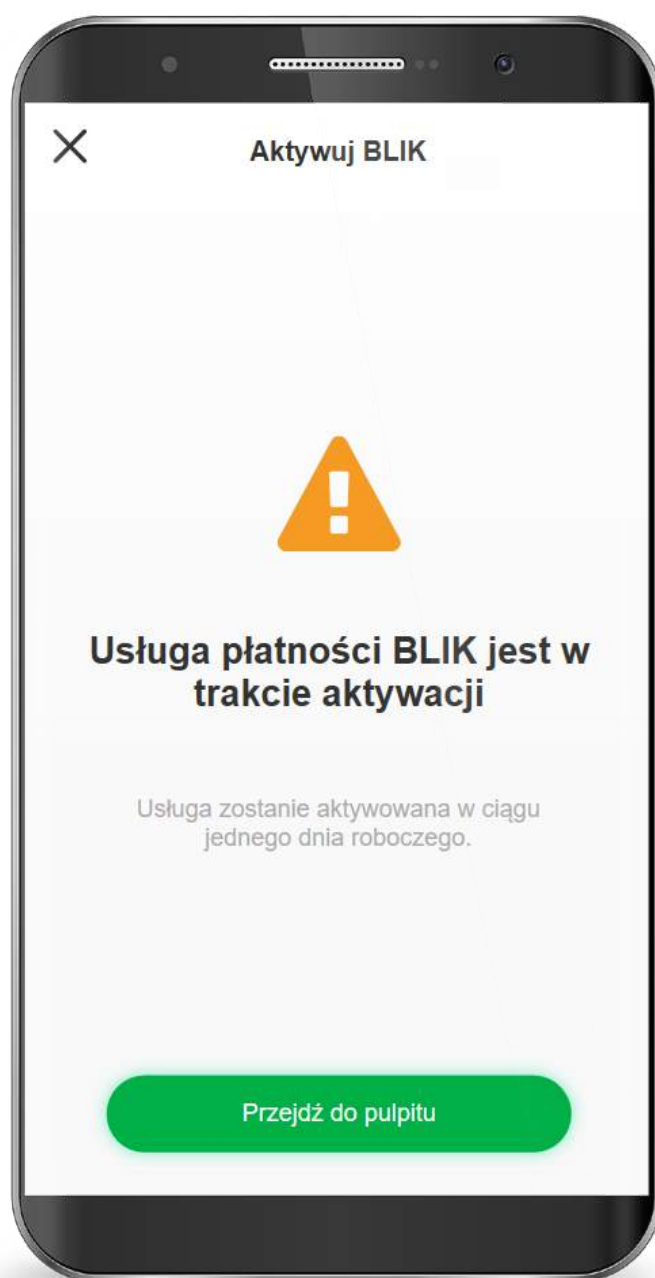 Aktywuj BLIK
Usługa płatności BLIK jest w
trakcie aktywacji
Usługa zostanie aktywowana w ciągu
jednego dnia roboczego.
Przejdź do pulpitu